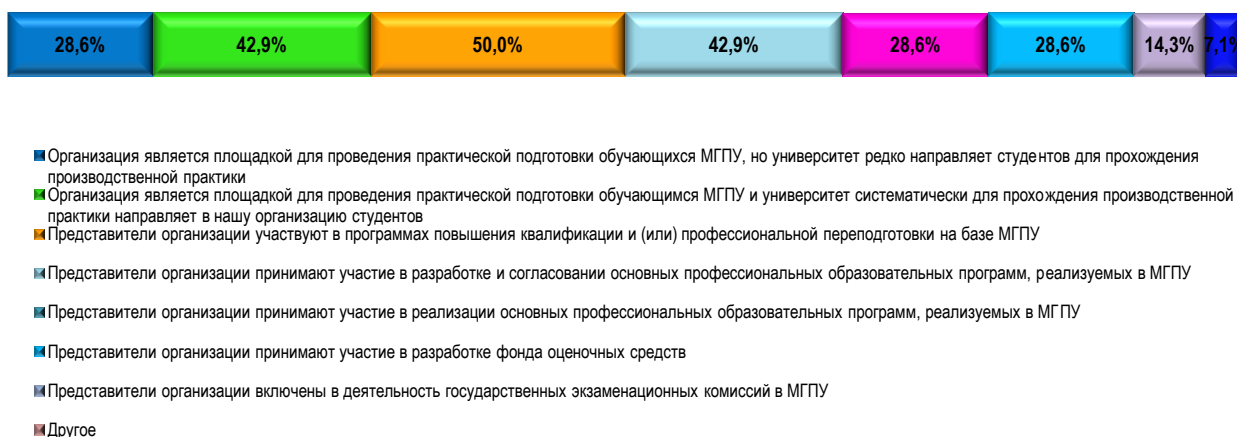 28,6% 42,9% 50,0% 42,9% 28,6% 28,6% 14,3% 7,1%
Организация является площадкой для проведения практической подготовки обучающихся МГПУ, но университет редко направляет студентов для прохождения
производственной практики
Организация является площадкой для проведения практической подготовки обучающимся МГПУ и университет систематически для прохождения производственной
практики направляет в нашу организацию студентов
Представители организации участвуют в программах повышения квалификации и (или) профессиональной переподготовки на базе МГПУ
Представители организации принимают участие в разработке и согласовании основных профессиональных образовательных программ, реализуемых в МГПУ
Представители организации принимают участие в реализации основных профессиональных образовательных программ, реализуемых в МГПУ
Представители организации принимают участие в разработке фонда оценочных средств
Представители организации включены в деятельность государственных экзаменационных комиссий в МГПУ
Другое